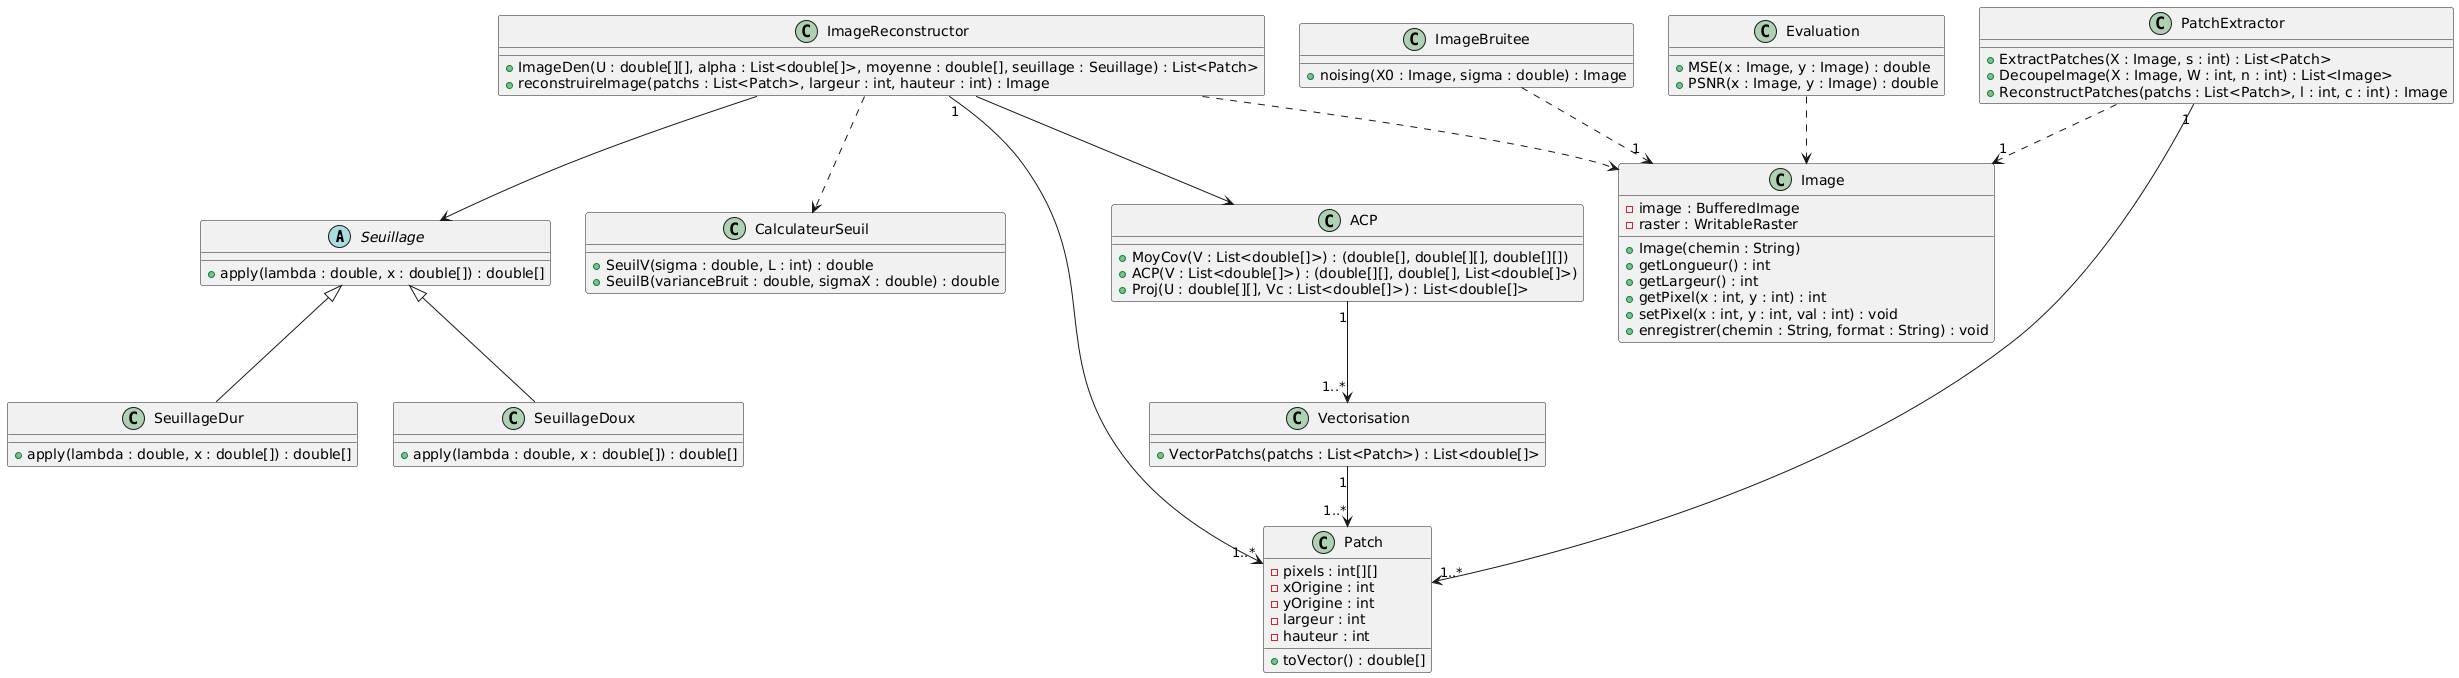 C ImageReconstructor
ImageDen(U : double[][], alpha : List<double[]>, moyenne : double[], seuillage : Seuillage) : List<Patch>
reconstruireImage(patchs : List<Patch>, largeur : int, hauteur : int) : Image
C ImageBruitee
noising(X0 : Image, sigma : double) : Image
C Evaluation
MSE(x : Image, y : Image) : double
PSNR(x : Image, y : Image) : double
C PatchExtractor
ExtractPatches(X : Image, s : int) : List<Patch>
DecoupeImage(X : Image, W : int, n : int) : List<Image>
ReconstructPatches(patchs : List<Patch>, l : int, c : int) : Image
1
1
1
1
A Seuillage
apply(lambda : double, x : double[]) : double[]
C CalculateurSeuil
SeuilV(sigma : double, L : int) : double
SeuilB(varianceBruit : double, sigmaX : double) : double
C ACP
MoyCov(V : List<double[]>) : (double[], double[][], double[][])
ACP(V : List<double[]>) : (double[][], double[], List<double[]>)
Proj(U : double[][], Vc : List<double[]>) : List<double[]>
C Image
image : BufferedImage
raster : WritableRaster
Image(chemin : String)
getLongueur() : int
getLargeur() : int
getPixel(x : int, y : int) : int
setPixel(x : int, y : int, val : int) : void
enregistrer(chemin : String, format : String) : void
1
1..*
C SeuillageDur
apply(lambda : double, x : double[]) : double[]
C SeuillageDoux
apply(lambda : double, x : double[]) : double[]
C Vectorisation
VectorPatchs(patchs : List<Patch>) : List<double[]>
1
1..*
1..*
1..*
C Patch
pixels : int[][]
xOrigine : int
yOrigine : int
largeur : int
hauteur : int
toVector() : double[]